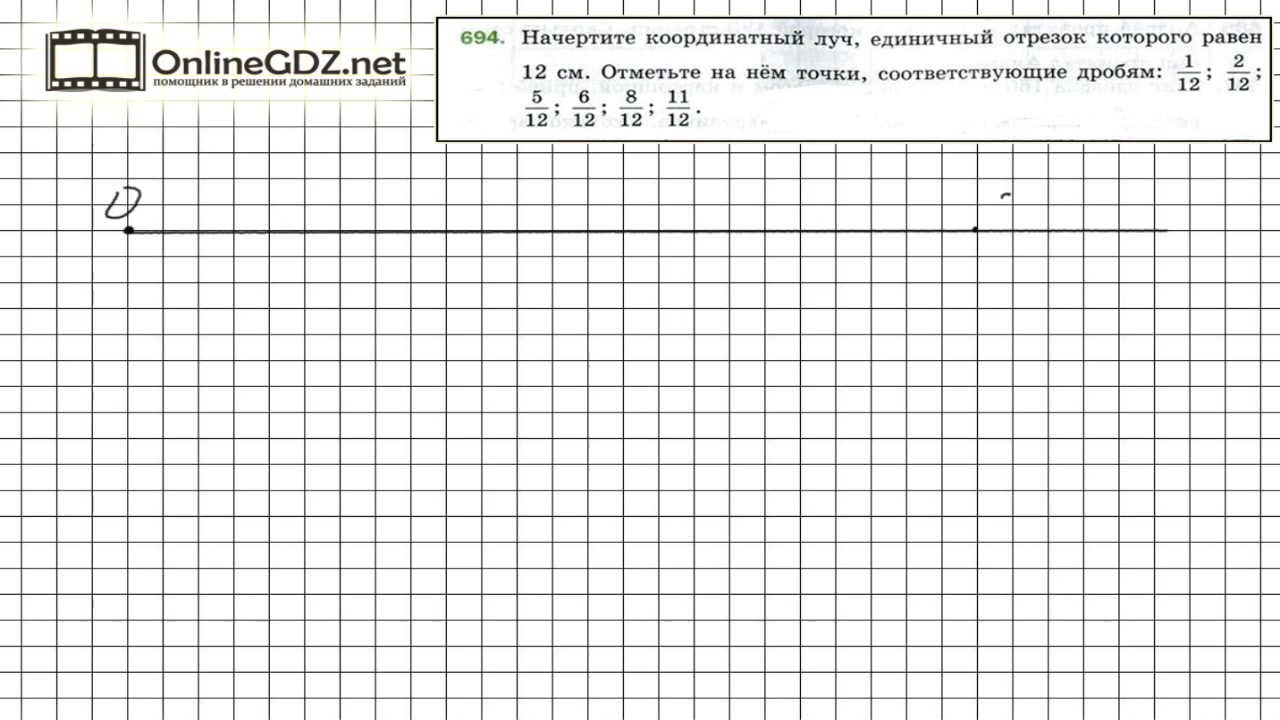 OnlineGDZ.net
помощник в решении домашних заданий
694. Начертите координатный луч, единичный отрезок которого равен
12 см. Отметьте на нём точки, соответствующие дробям: 1/12; 2/12;
5/12; 6/12; 8/12; 11/12.
0